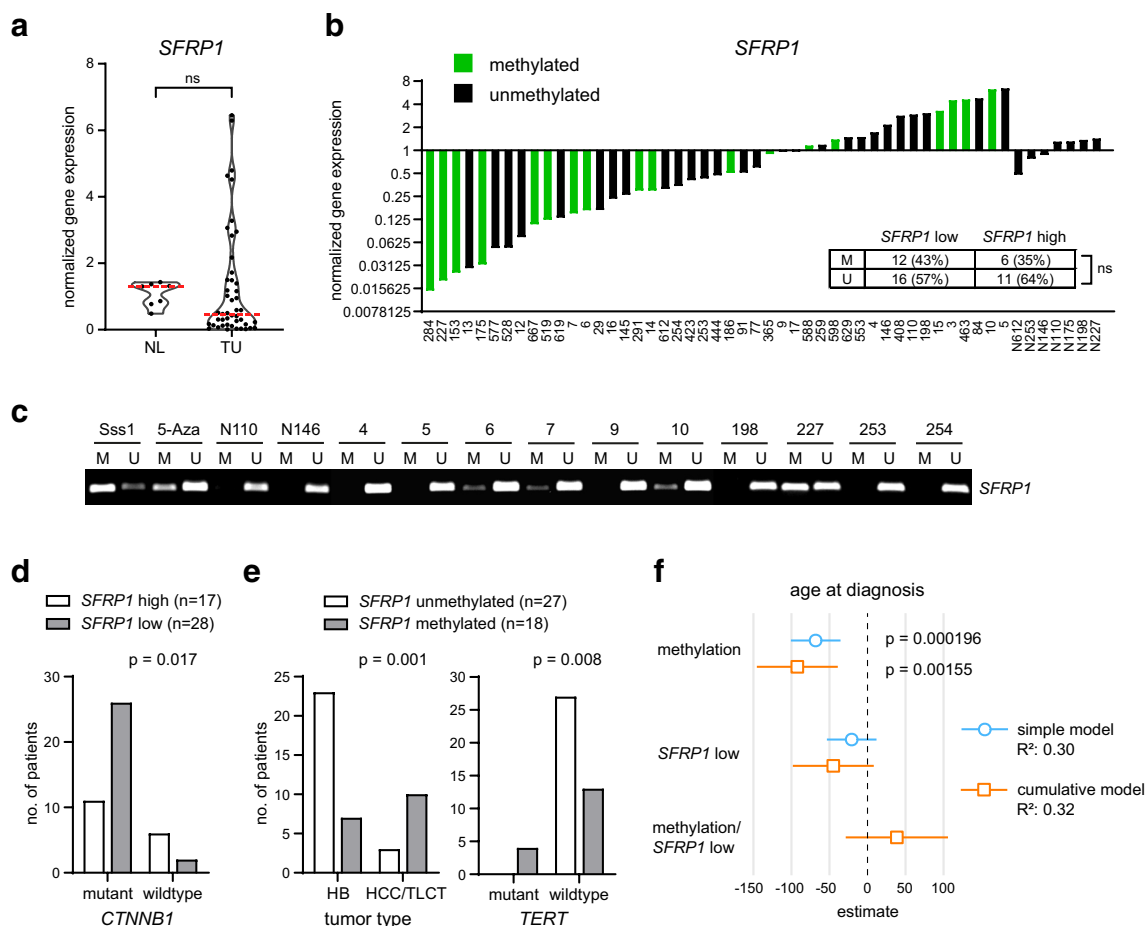 a
SFRP1
ns
normalized gene expression
8
6
4
2
0
NL TU
b
SFRP1
methylated
unmethylated
normalized gene expression
8
4
2
1
0.5
0.25
0.125
0.0625
0.03125
0.015625
0.0078125
284 227 153 13 175 577 528 12 667 519 619 7 6 29 16 145 291 14 612 254 423 253 444 186 91 77 365 9 17 588 259 598 629 553 4 146 408 110 198 15 3 463 84 10 5 N612 N253 N146 N110 N175 N198 N227
SFRP1 low SFRP1 high
M 12 (43%) 6 (35%)
U 16 (57%) 11 (64%)
ns
c
Sss1 5-Aza N110 N146 4 5 6 7 9 10 198 227 253 254
M U M U M U M U M U M U M U M U M U M U M U M U M U M U
SFRP1
d
SFRP1 high (n=17)
SFRP1 low (n=28)
p = 0.017
no. of patients
30
20
10
0
mutant wildtype
CTNNB1
e
SFRP1 unmethylated (n=27)
SFRP1 methylated (n=18)
p = 0.001
no. of patients
25
20
15
10
5
0
HB HCC/TLCT
tumor type
p = 0.008
30
25
20
15
10
5
0
mutant wildtype
TERT
f
age at diagnosis
methylation
p = 0.000196
p = 0.00155
SFRP1 low
methylation/
SFRP1 low
simple model
R²: 0.30
cumulative model
R²: 0.32
-150 -100 -50 0 50 100
estimate